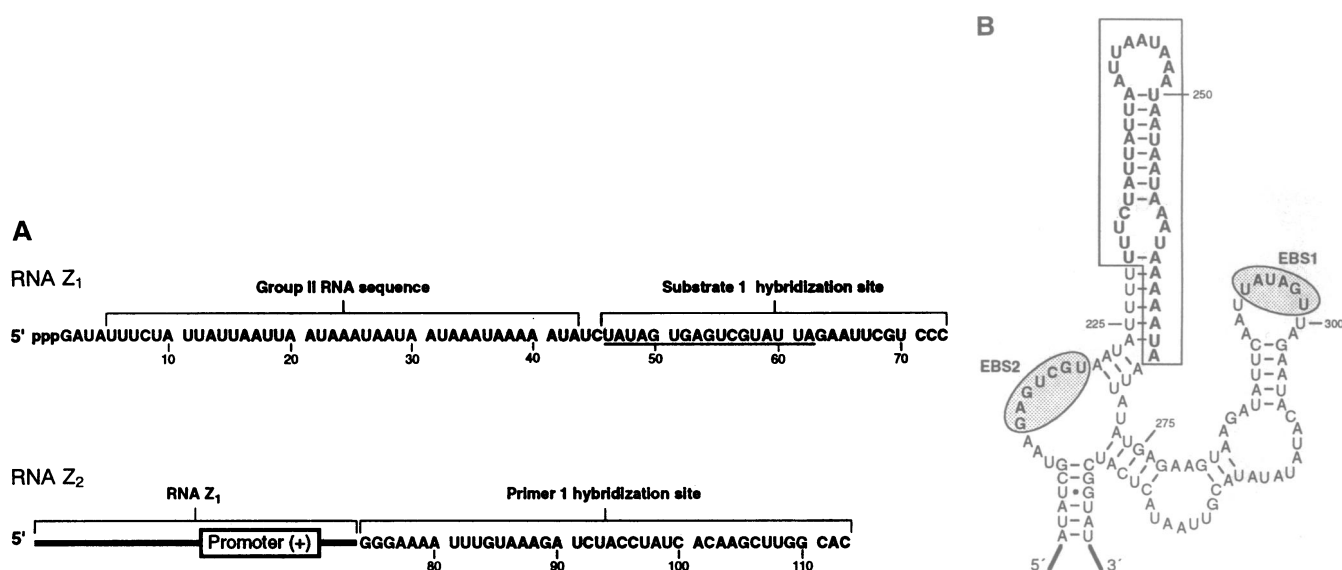 A
RNA Z1
Group II RNA sequence
Substrate 1 hybridization site
5' pppGAUAUUUCUA UUAUUAAUUA AUAAAUAAUA AUAAAUAAAA AUAUCUAUAG UGAGUCGUAU UAGAAUUCGU CCC
10 20 30 40 50 60 70
RNA Z2
RNA Z1
Primer 1 hybridization site
5' Promoter (+) GGGAAAA UUUGUAAAGA UCUACCUAUC ACAAGCUUGG CAC
80 90 100 110
B
250
EBS1
UAUAGU
300
225
EBS2
GAGUCGU
275
5´ 3´